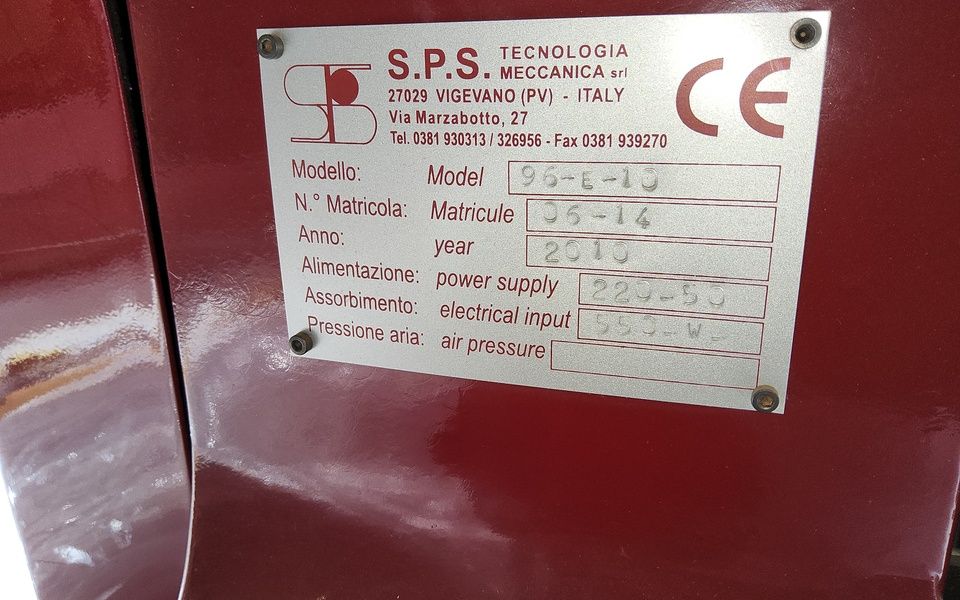 S.P.S. TECNOLOGIA MECCANICA srl
27029 VIGEVANO (PV) - ITALY
Via Marzabotto, 27
Tel. 0381 930313 / 326956 - Fax 0381 939270
CE
Modello: Model 96-E-10
N.° Matricola: Matricule 06-14
Anno: year 2010
Alimentazione: power supply 220-50
Assorbimento: electrical input 550-W
Pressione aria: air pressure